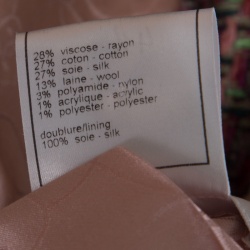 28% viscose - rayon
27% coton - cotton
27% soie - silk
13% laine - wool
3% polyamide - nylon
1% acrylique - acrylic
1% polyester - polyester
doublure/lining
100% soie - silk